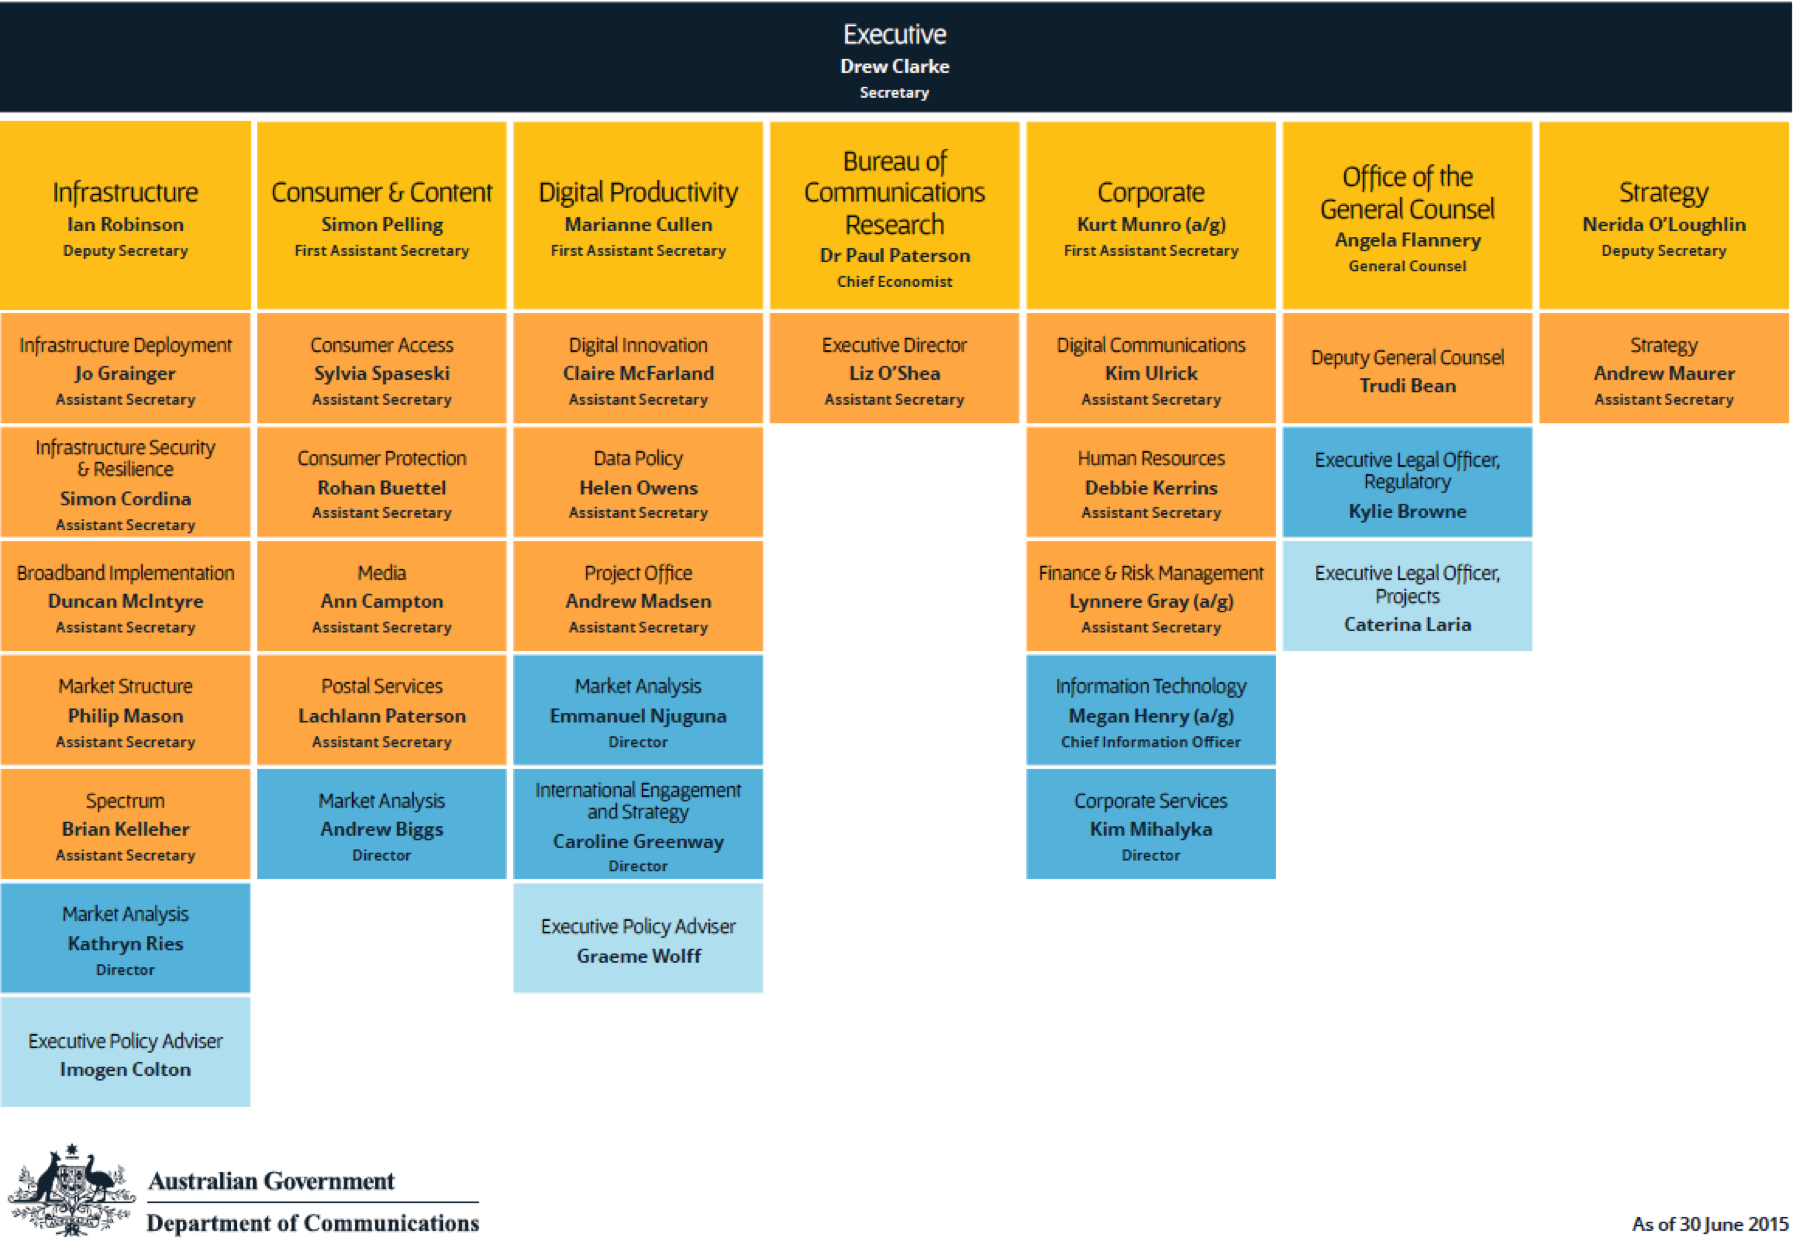 Executive
Drew Clarke
Secretary
Infrastructure
Ian Robinson
Deputy Secretary
Infrastructure Deployment
Jo Grainger
Assistant Secretary
Infrastructure Security
& Resilience
Simon Cordina
Assistant Secretary
Broadband Implementation
Duncan McIntyre
Assistant Secretary
Market Structure
Philip Mason
Assistant Secretary
Spectrum
Brian Kelleher
Assistant Secretary
Market Analysis
Kathryn Ries
Director
Executive Policy Adviser
Imogen Colton
Consumer & Content
Simon Pelling
First Assistant Secretary
Consumer Access
Sylvia Spaseski
Assistant Secretary
Consumer Protection
Rohan Buettel
Assistant Secretary
Media
Ann Campton
Assistant Secretary
Postal Services
Lachlann Paterson
Assistant Secretary
Market Analysis
Andrew Biggs
Director
Digital Productivity
Marianne Cullen
First Assistant Secretary
Digital Innovation
Claire McFarland
Assistant Secretary
Data Policy
Helen Owens
Assistant Secretary
Project Office
Andrew Madsen
Assistant Secretary
Market Analysis
Emmanuel Njuguna
Director
International Engagement
and Strategy
Caroline Greenway
Director
Executive Policy Adviser
Graeme Wolff
Bureau of
Communications
Research
Dr Paul Paterson
Chief Economist
Executive Director
Liz O'Shea
Assistant Secretary
Corporate
Kurt Munro (a/g)
First Assistant Secretary
Digital Communications
Kim Ulrick
Assistant Secretary
Human Resources
Debbie Kerrins
Assistant Secretary
Finance & Risk Management
Lynnere Gray (a/g)
Assistant Secretary
Information Technology
Megan Henry (a/g)
Chief Information Officer
Corporate Services
Kim Mihalyka
Director
Office of the
General Counsel
Angela Flannery
General Counsel
Deputy General Counsel
Trudi Bean
Executive Legal Officer,
Regulatory
Kylie Browne
Executive Legal Officer,
Projects
Caterina Laria
Strategy
Nerida O'Loughlin
Deputy Secretary
Strategy
Andrew Maurer
Assistant Secretary
Australian Government
Department of Communications
As of 30 June 2015